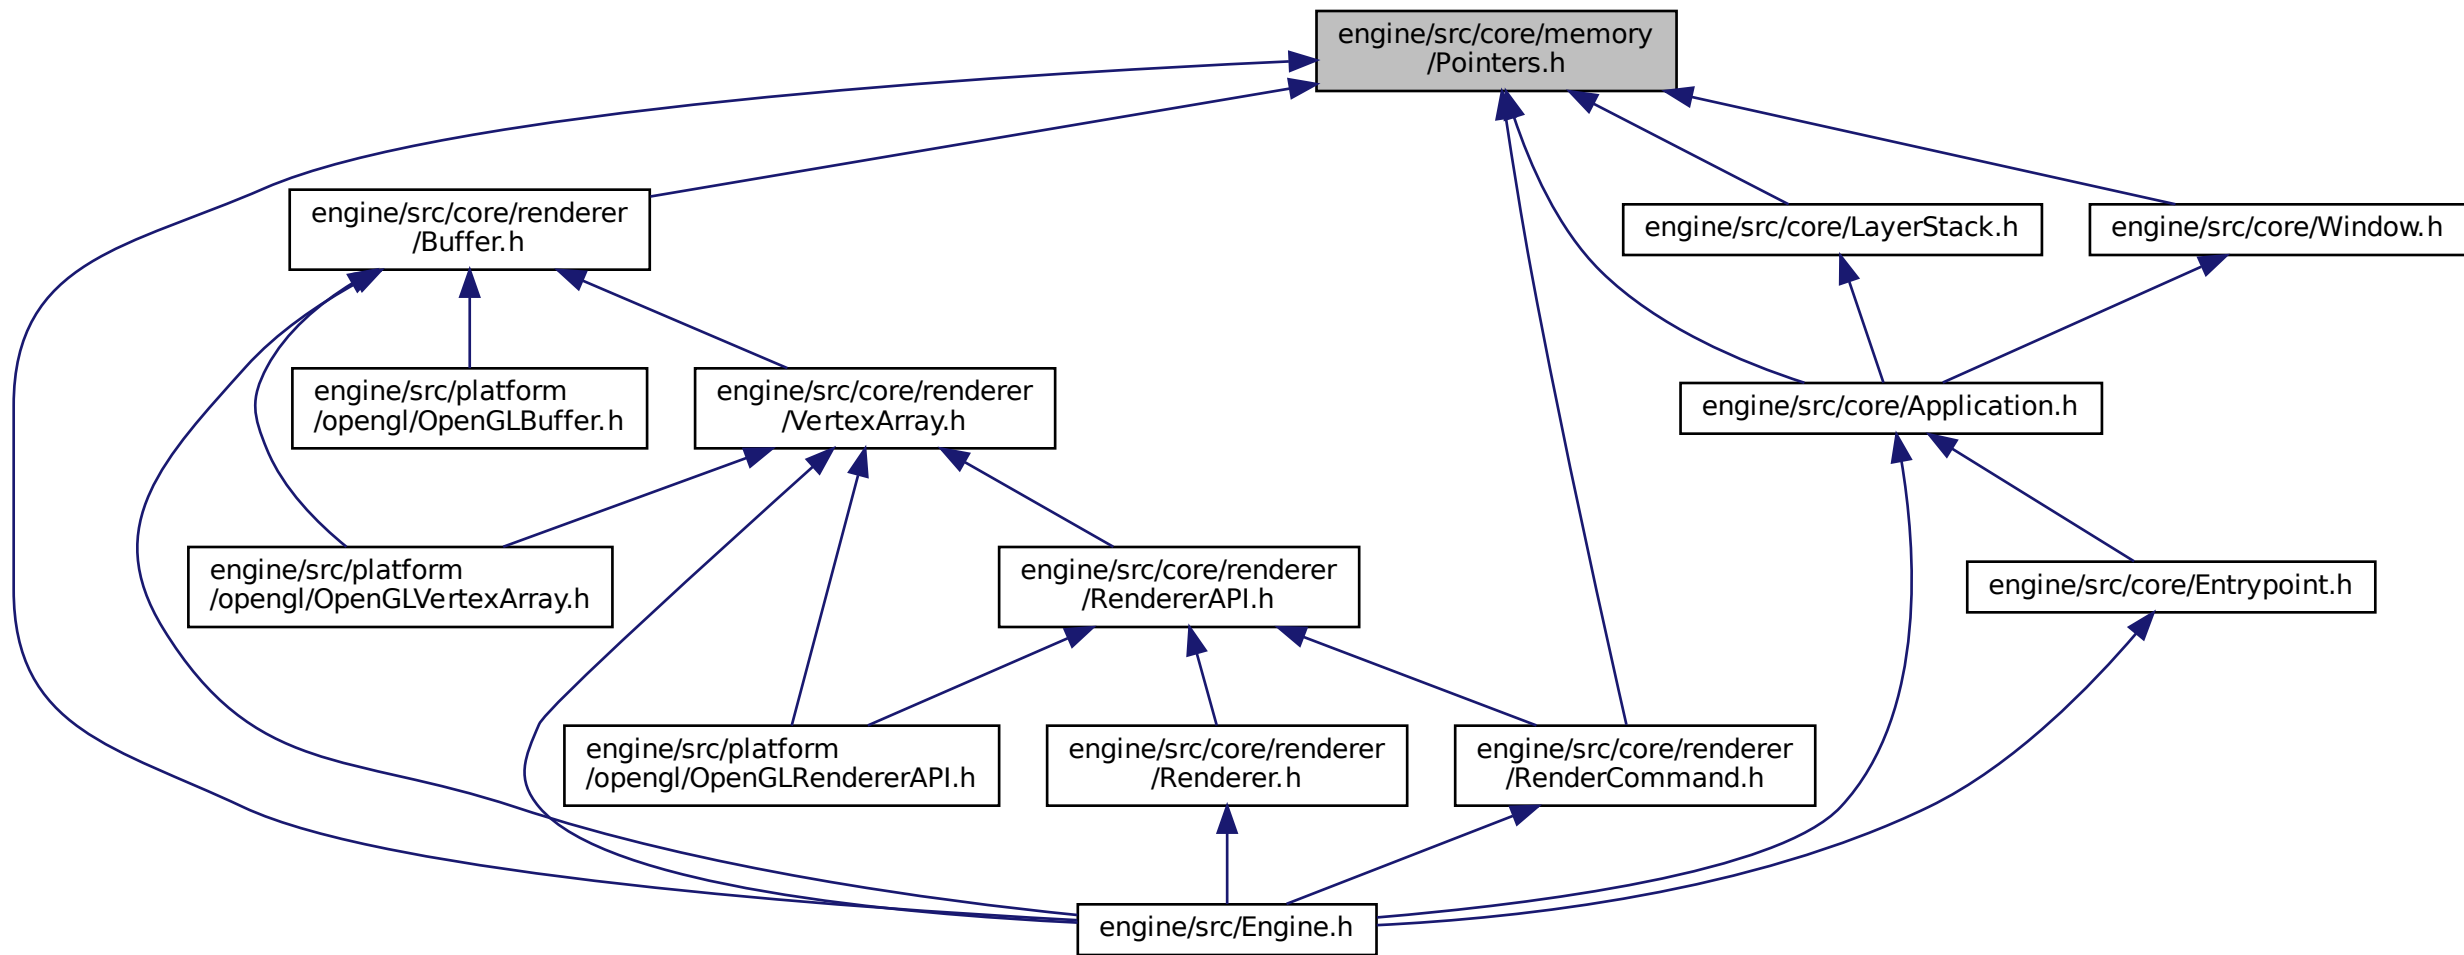 engine/src/core/memory
/Pointers.h
engine/src/core/renderer
/Buffer.h
engine/src/core/LayerStack.h
engine/src/core/Window.h
engine/src/platform
/opengl/OpenGLBuffer.h
engine/src/core/renderer
/VertexArray.h
engine/src/core/Application.h
engine/src/platform
/opengl/OpenGLVertexArray.h
engine/src/core/renderer
/RendererAPI.h
engine/src/core/Entrypoint.h
engine/src/platform
/opengl/OpenGLRendererAPI.h
engine/src/core/renderer
/Renderer.h
engine/src/core/renderer
/RenderCommand.h
engine/src/Engine.h